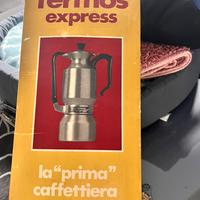 Termos
express
la "prima"
caffettiera